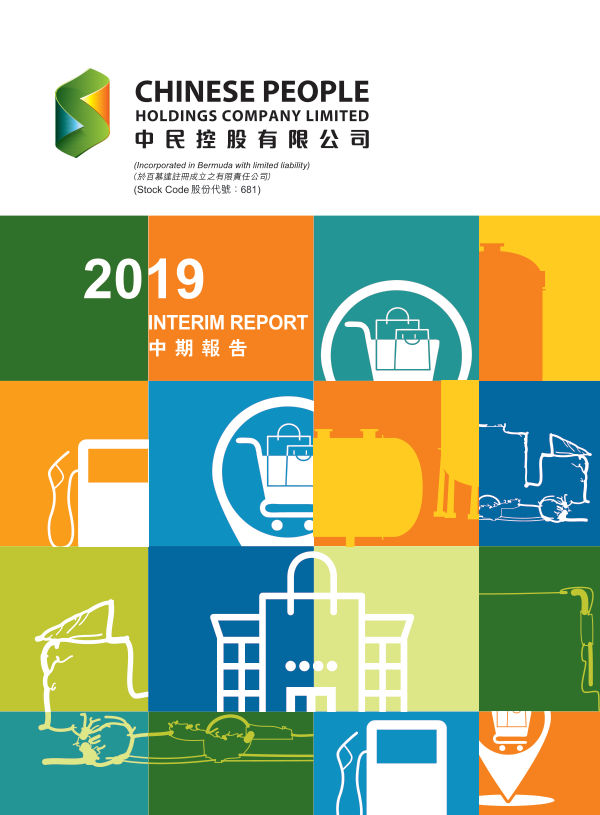 CHINESE PEOPLE
HOLDINGS COMPANY LIMITED
中民控股有限公司
(Incorporated in Bermuda with limited liability)
(於百慕達註冊成立之有限責任公司)
(Stock Code 股份代號：681)
2019
INTERIM REPORT
中期報告